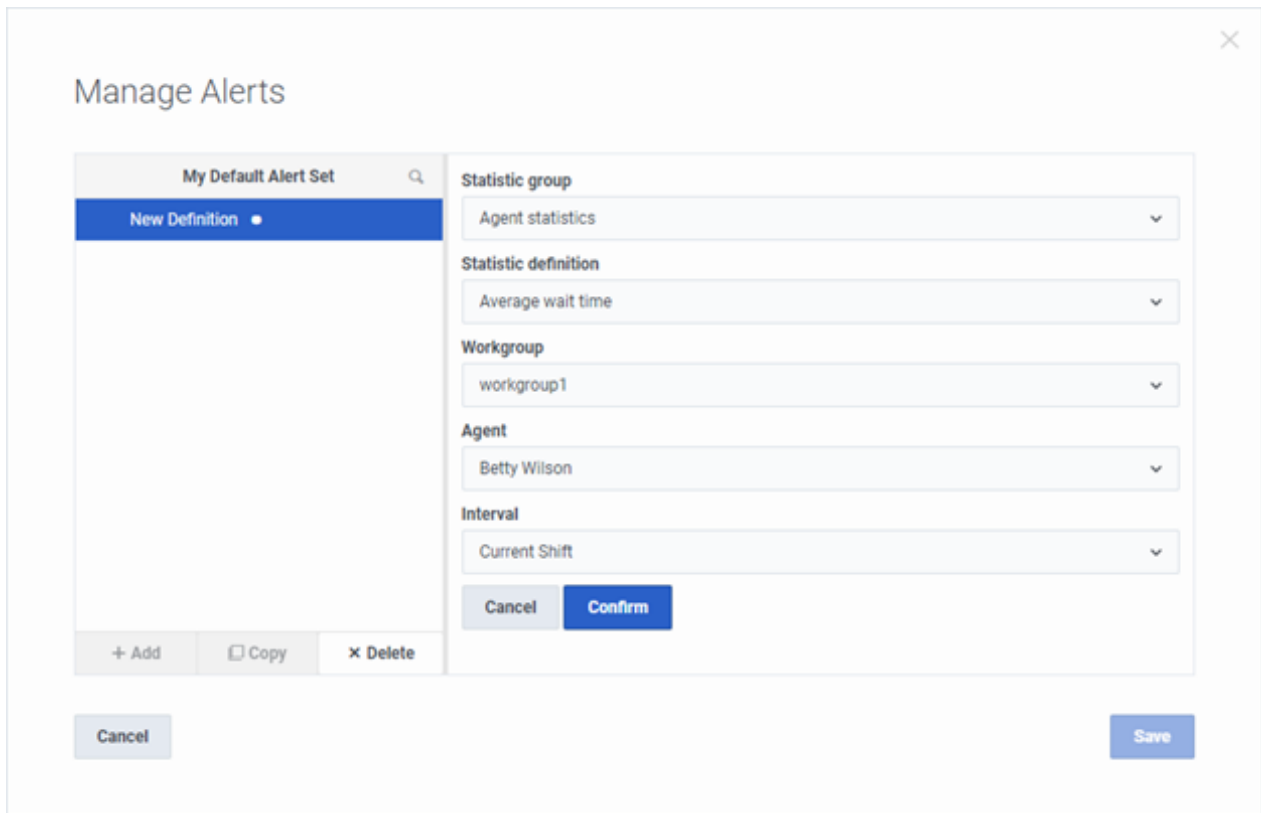 Manage Alerts
My Default Alert Set
New Definition
Statistic group
Agent statistics
Statistic definition
Average wait time
Workgroup
workgroup1
Agent
Betty Wilson
Interval
Current Shift
Cancel Confirm
+ Add Copy × Delete
Cancel Save